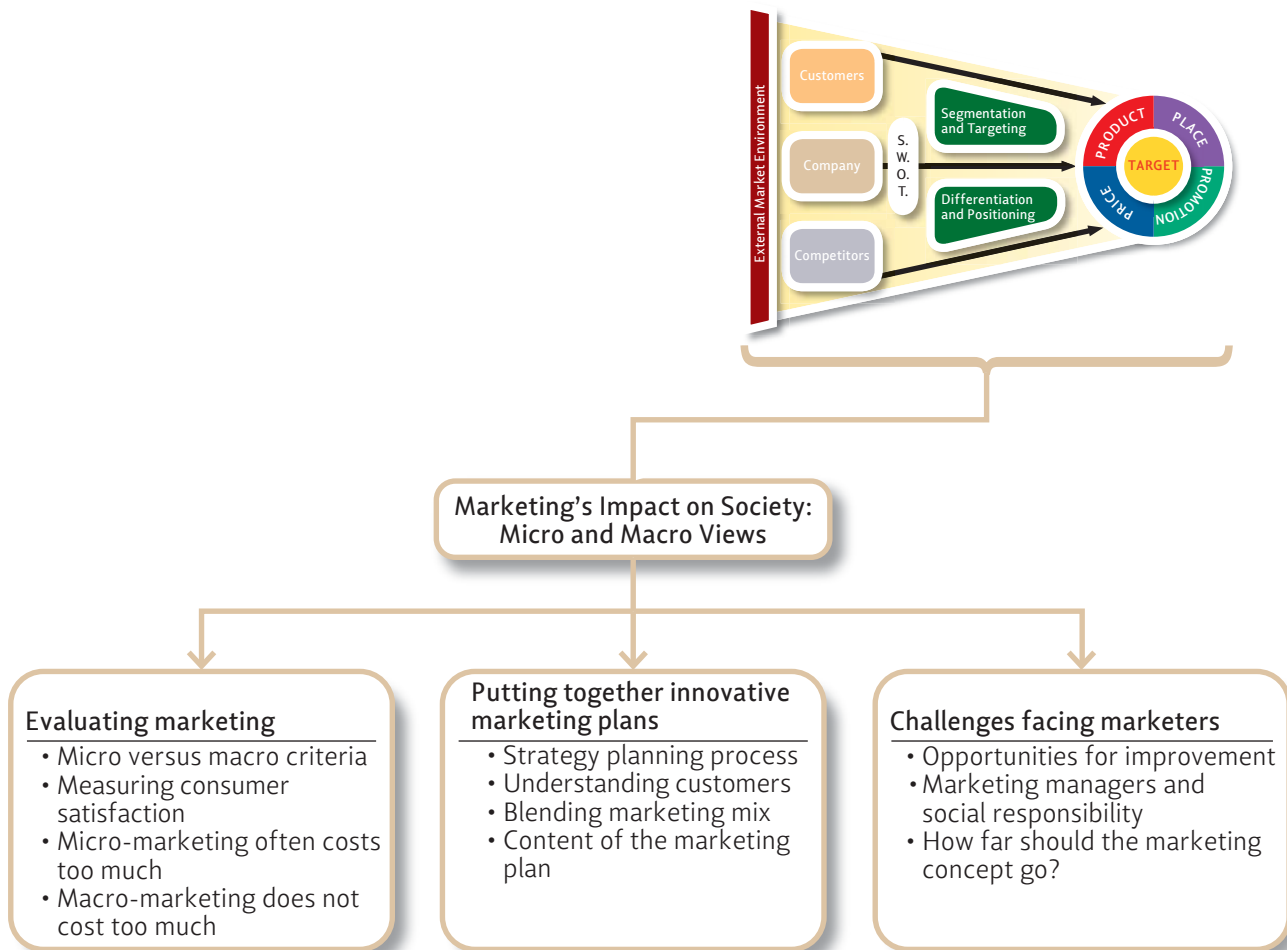 External Market Environment
Customers
Company
Competitors
S.
W.
O.
T.
Segmentation
and Targeting
Differentiation
and Positioning
PRODUCT
PLACE
PRICE
PROMOTION
TARGET
Marketing’s Impact on Society:
Micro and Macro Views
Evaluating marketing
• Micro versus macro criteria
• Measuring consumer
satisfaction
• Micro-marketing often costs
too much
• Macro-marketing does not
cost too much
Putting together innovative
marketing plans
• Strategy planning process
• Understanding customers
• Blending marketing mix
• Content of the marketing
plan
Challenges facing marketers
• Opportunities for improvement
• Marketing managers and
social responsibility
• How far should the marketing
concept go?